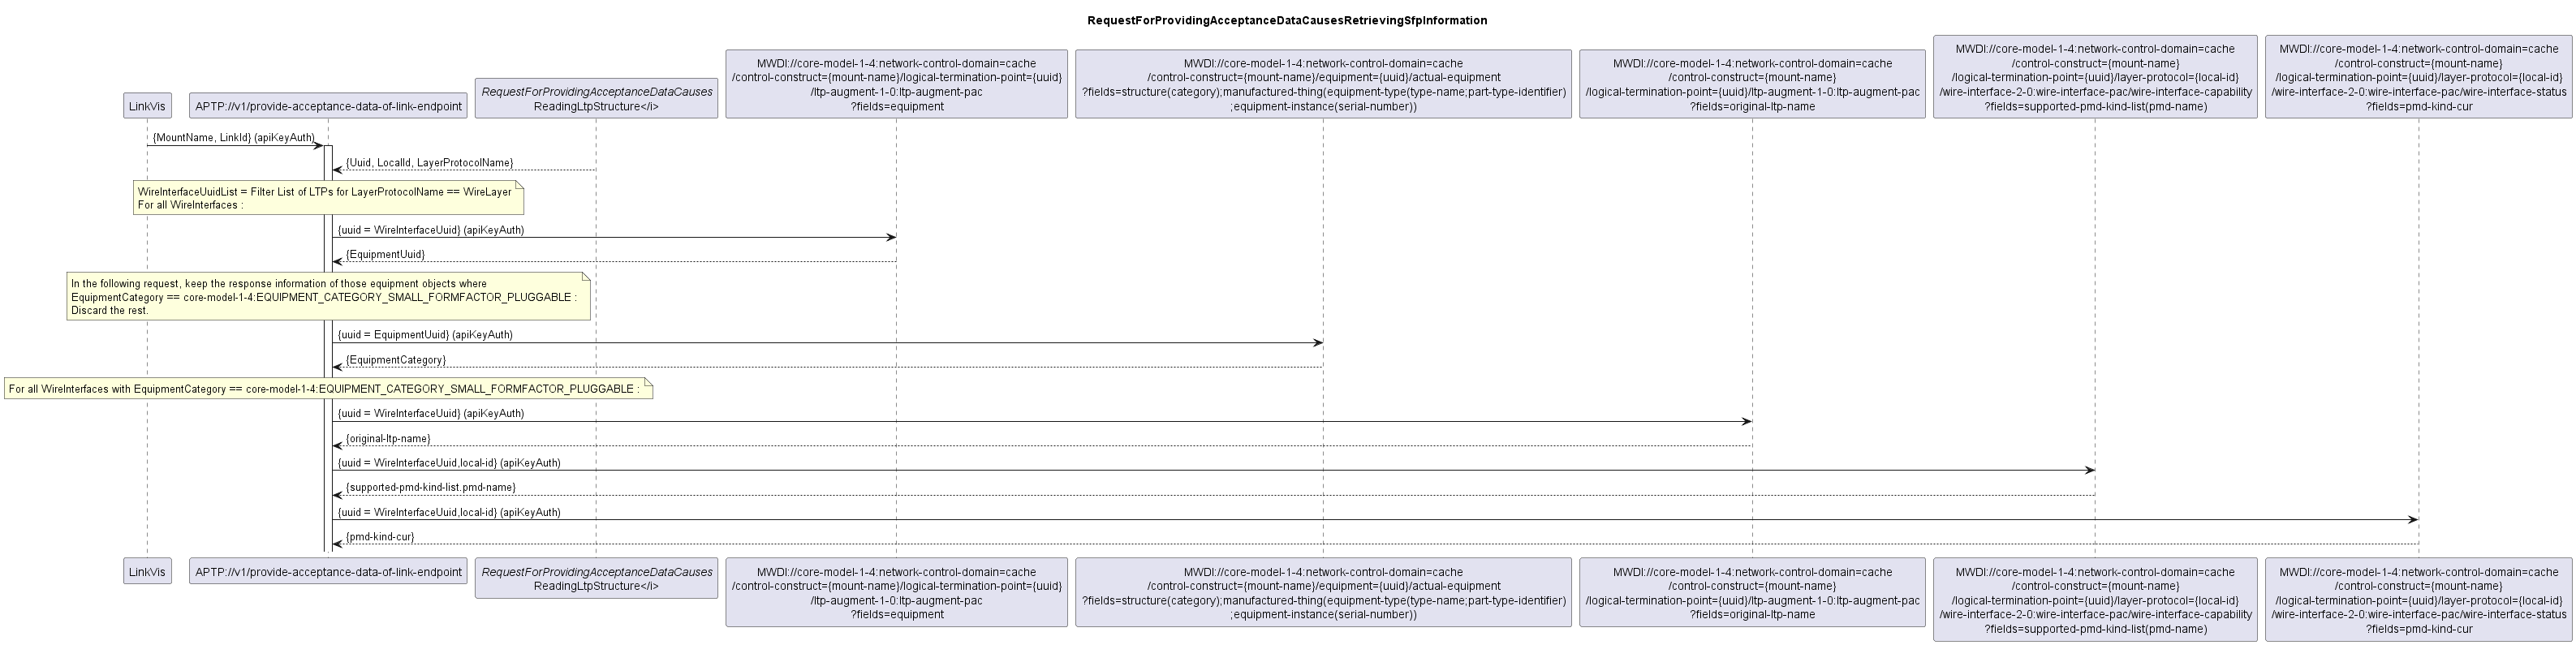 RequestForProvidingAcceptanceDataCausesRetrievingSfpInformation
LinkVis
APTP://v1/provide-acceptance-data-of-link-endpoint
RequestForProvidingAcceptanceDataCauses
ReadingLtpStructure</i>
MWDI://core-model-1-4:network-control-domain=cache
/control-construct={mount-name}/logical-termination-point={uuid}
/ltp-augment-1-0:ltp-augment-pac
?fields=equipment
MWDI://core-model-1-4:network-control-domain=cache
/control-construct={mount-name}/equipment={uuid}/actual-equipment
?fields=structure(category);manufactured-thing(equipment-type(type-name;part-type-identifier)
;equipment-instance(serial-number))
MWDI://core-model-1-4:network-control-domain=cache
/control-construct={mount-name}
/logical-termination-point={uuid}/ltp-augment-1-0:ltp-augment-pac
?fields=original-ltp-name
MWDI://core-model-1-4:network-control-domain=cache
/control-construct={mount-name}
/logical-termination-point={uuid}/layer-protocol={local-id}
/wire-interface-2-0:wire-interface-pac/wire-interface-capability
?fields=supported-pmd-kind-list(pmd-name)
MWDI://core-model-1-4:network-control-domain=cache
/control-construct={mount-name}
/logical-termination-point={uuid}/layer-protocol={local-id}
/wire-interface-2-0:wire-interface-pac/wire-interface-status
?fields=pmd-kind-cur
{MountName, LinkId} (apiKeyAuth)
{Uuid, LocalId, LayerProtocolName}
WireInterfaceUuidList = Filter List of LTPs for LayerProtocolName == WireLayer
For all WireInterfaces :
{uuid = WireInterfaceUuid} (apiKeyAuth)
{EquipmentUuid}
In the following request, keep the response information of those equipment objects where
EquipmentCategory == core-model-1-4:EQUIPMENT_CATEGORY_SMALL_FORMFACTOR_PLUGGABLE :
Discard the rest.
{uuid = EquipmentUuid} (apiKeyAuth)
{EquipmentCategory}
For all WireInterfaces with EquipmentCategory == core-model-1-4:EQUIPMENT_CATEGORY_SMALL_FORMFACTOR_PLUGGABLE :
{uuid = WireInterfaceUuid} (apiKeyAuth)
{original-ltp-name}
{uuid = WireInterfaceUuid,local-id} (apiKeyAuth)
{supported-pmd-kind-list.pmd-name}
{uuid = WireInterfaceUuid,local-id} (apiKeyAuth)
{pmd-kind-cur}
LinkVis
APTP://v1/provide-acceptance-data-of-link-endpoint
RequestForProvidingAcceptanceDataCauses
ReadingLtpStructure</i>
MWDI://core-model-1-4:network-control-domain=cache
/control-construct={mount-name}/logical-termination-point={uuid}
/ltp-augment-1-0:ltp-augment-pac
?fields=equipment
MWDI://core-model-1-4:network-control-domain=cache
/control-construct={mount-name}/equipment={uuid}/actual-equipment
?fields=structure(category);manufactured-thing(equipment-type(type-name;part-type-identifier)
;equipment-instance(serial-number))
MWDI://core-model-1-4:network-control-domain=cache
/control-construct={mount-name}
/logical-termination-point={uuid}/ltp-augment-1-0:ltp-augment-pac
?fields=original-ltp-name
MWDI://core-model-1-4:network-control-domain=cache
/control-construct={mount-name}
/logical-termination-point={uuid}/layer-protocol={local-id}
/wire-interface-2-0:wire-interface-pac/wire-interface-capability
?fields=supported-pmd-kind-list(pmd-name)
MWDI://core-model-1-4:network-control-domain=cache
/control-construct={mount-name}
/logical-termination-point={uuid}/layer-protocol={local-id}
/wire-interface-2-0:wire-interface-pac/wire-interface-status
?fields=pmd-kind-cur